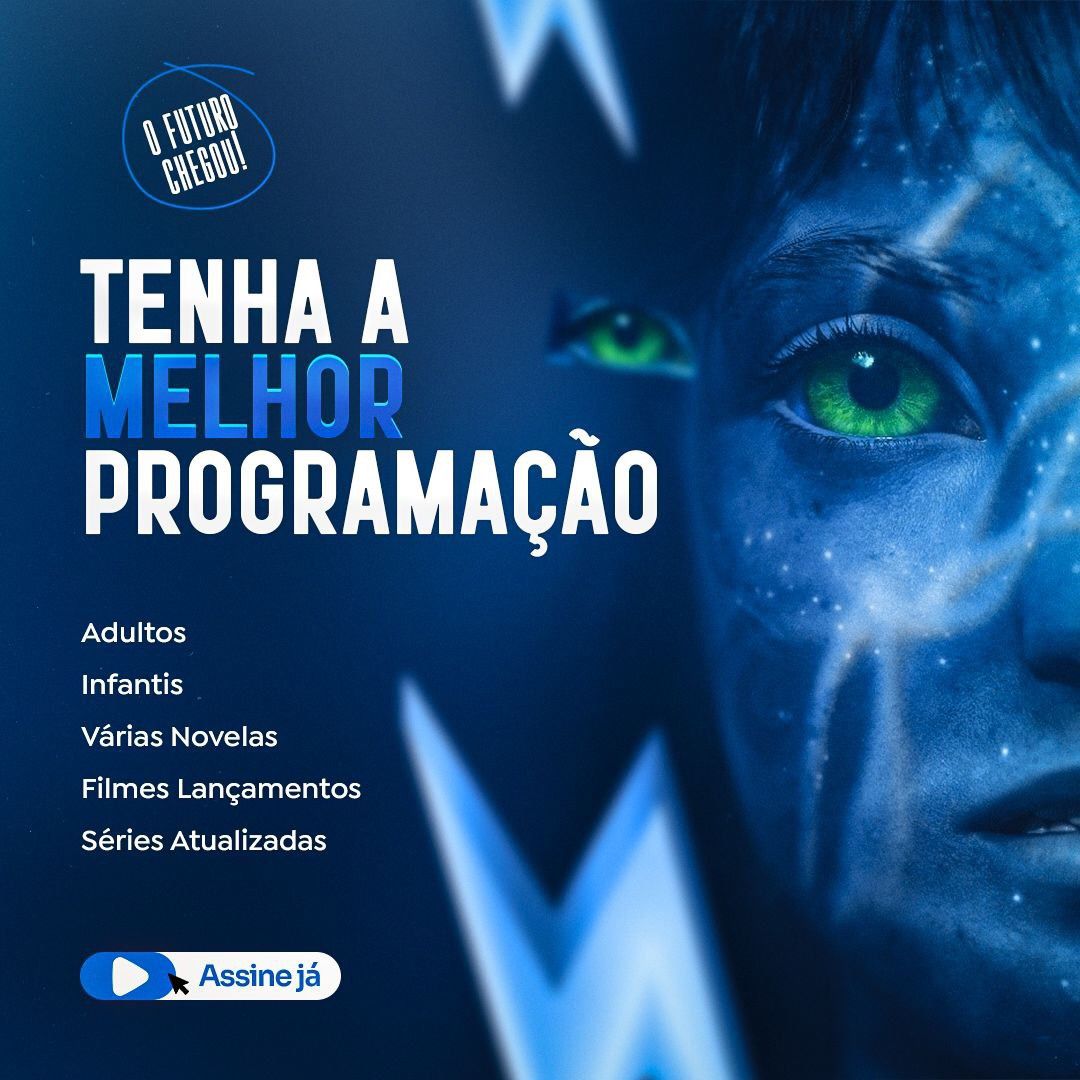 O FUTURO
CHEGOU!
TENHA A
MELHOR
PROGRAMAÇÃO
Adultos
Infantis
Várias Novelas
Filmes Lançamentos
Séries Atualizadas
Assine já